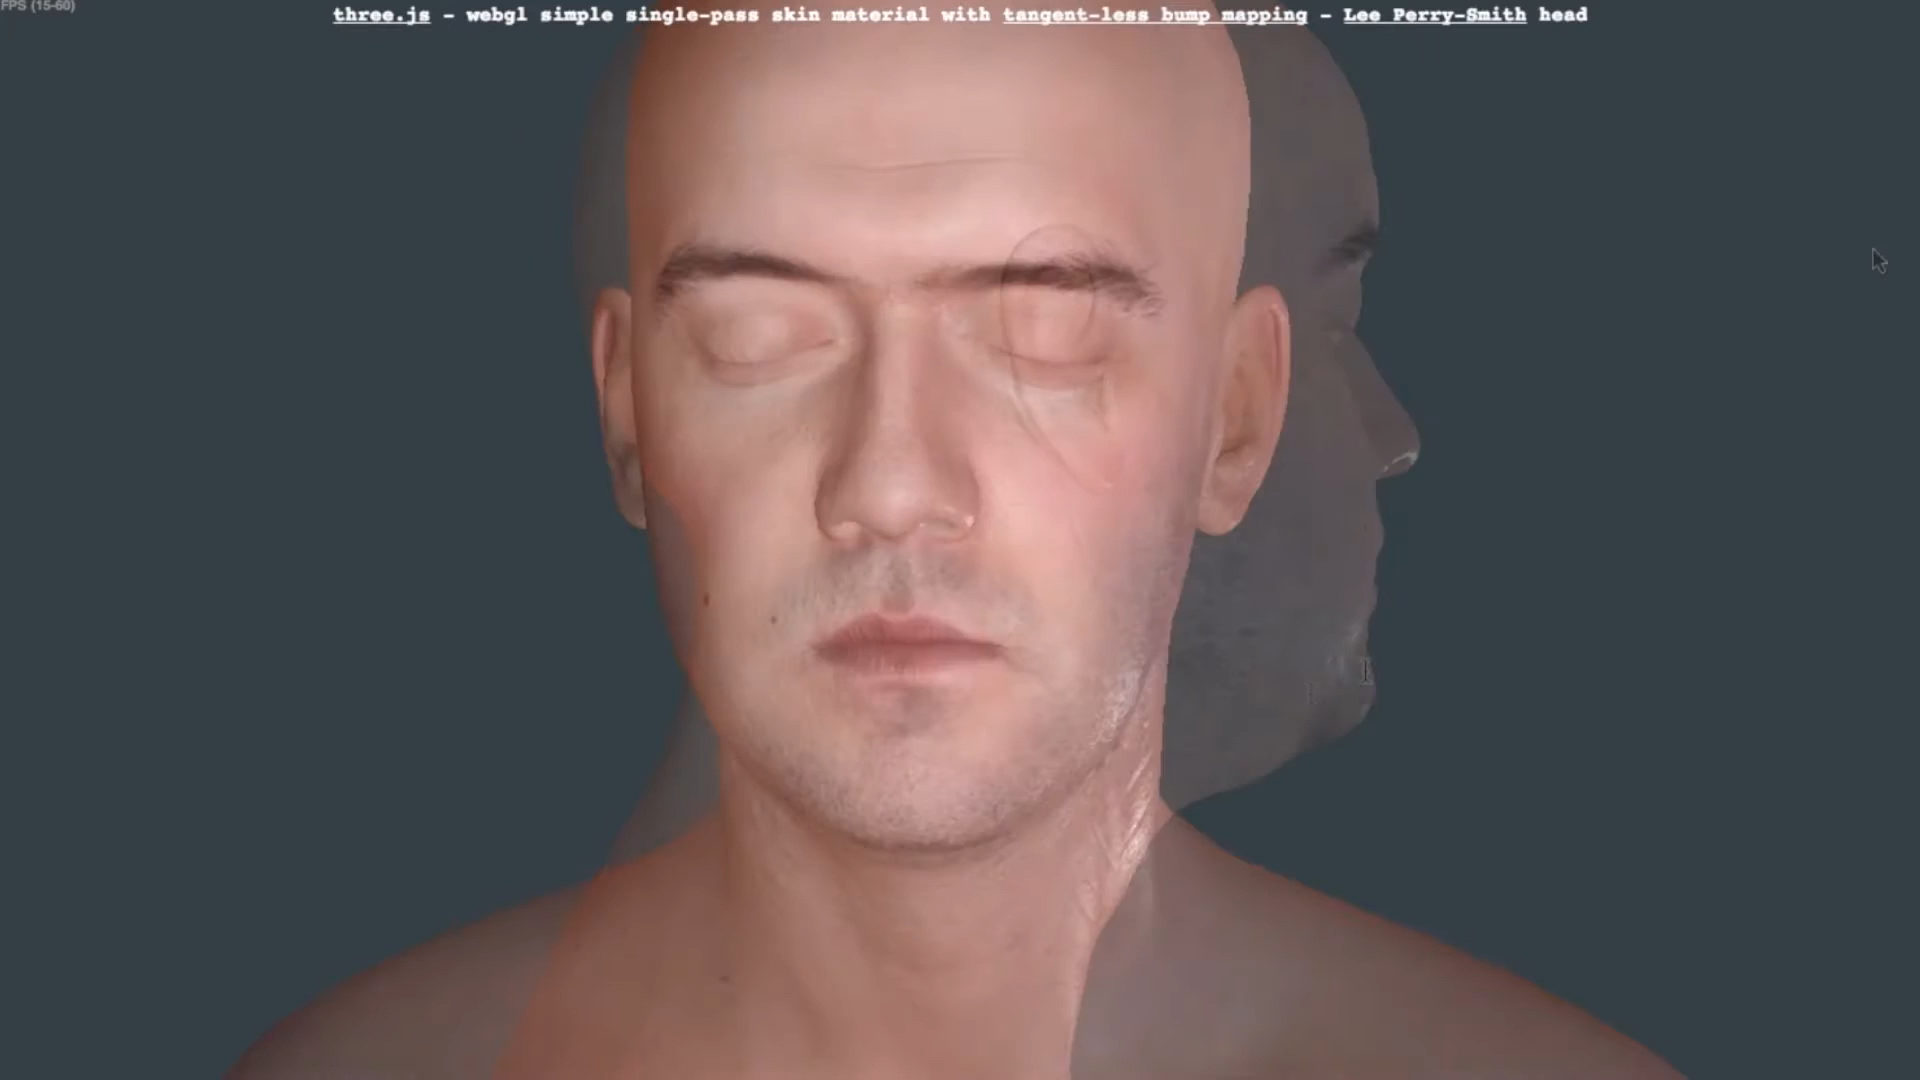 FPS (15-60)
three.js - webgl simple single-pass skin material with tangent-less bump mapping - Lee Perry-Smith head